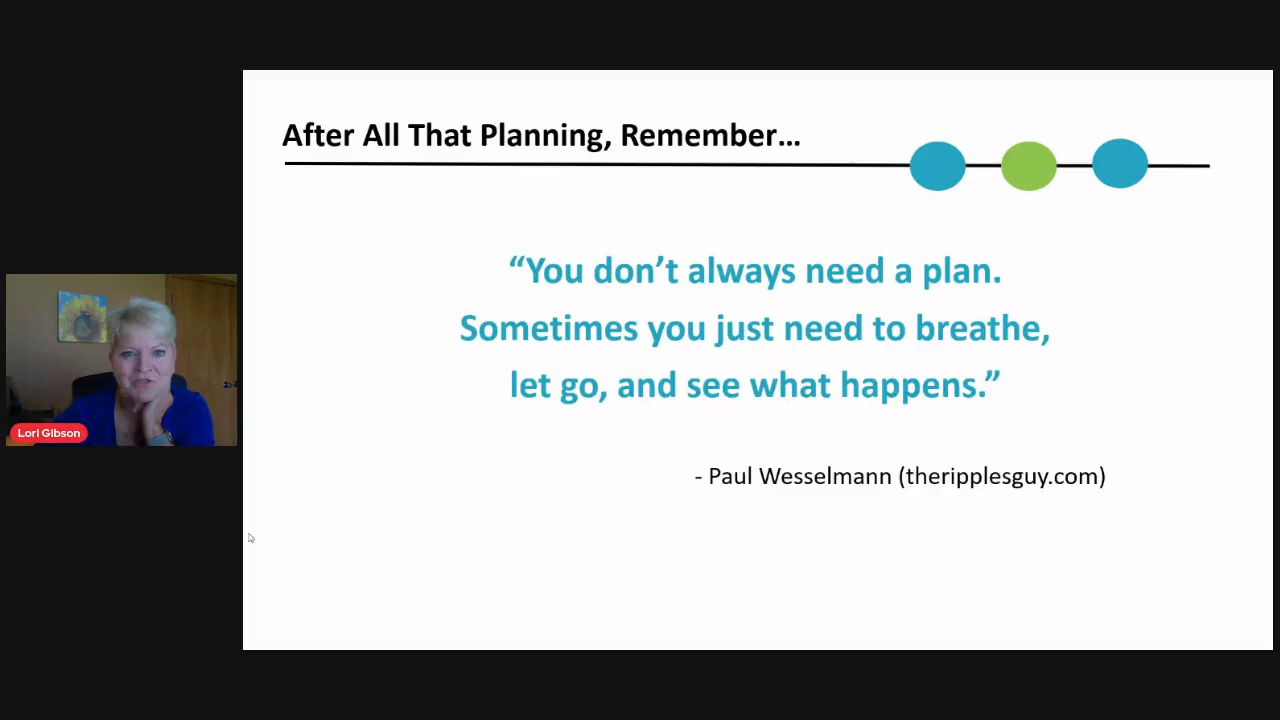 After All That Planning, Remember...
“You don’t always need a plan.
Sometimes you just need to breathe,
let go, and see what happens.”
- Paul Wesselmann (theripplesguy.com)
Lori Gibson